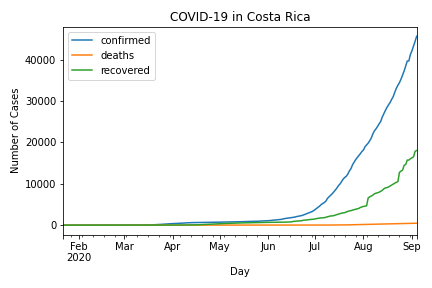 COVID-19 in Costa Rica
confirmed
deaths
recovered
Number of Cases
40000
30000
20000
10000
0
Feb Mar Apr May Jun Jul Aug Sep
2020
Day